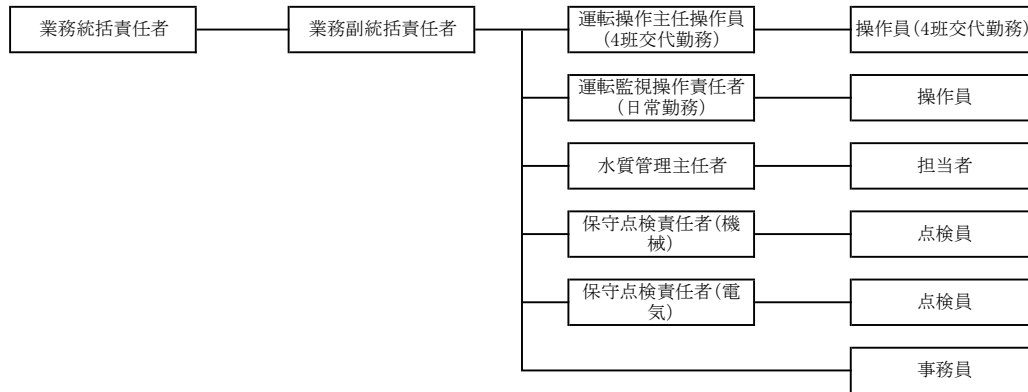 業務統括責任者
業務副統括責任者
運転操作主任操作員
(4班交代勤務)
操作員(4班交代勤務)
運転監視操作責任者
(日常勤務)
操作員
水質管理主任者
担当者
保守点検責任者(機
械)
点検員
保守点検責任者(電
気)
点検員
事務員